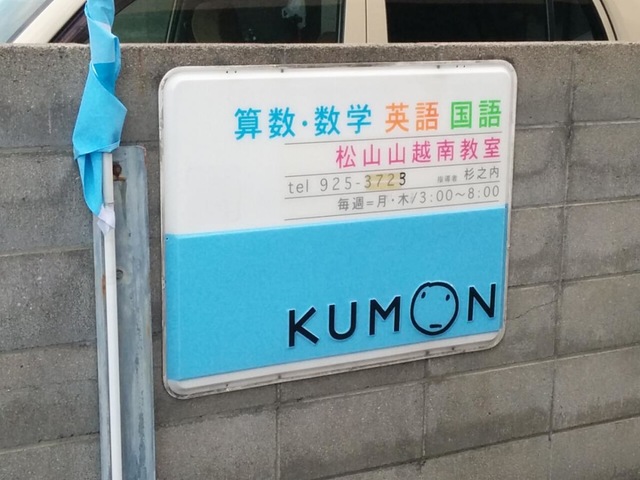 算数・数学 英語 国語
松山山越南教室
tel 925-3723 指導者 杉之内
毎週=月・木/3:00～8:00
KUMON